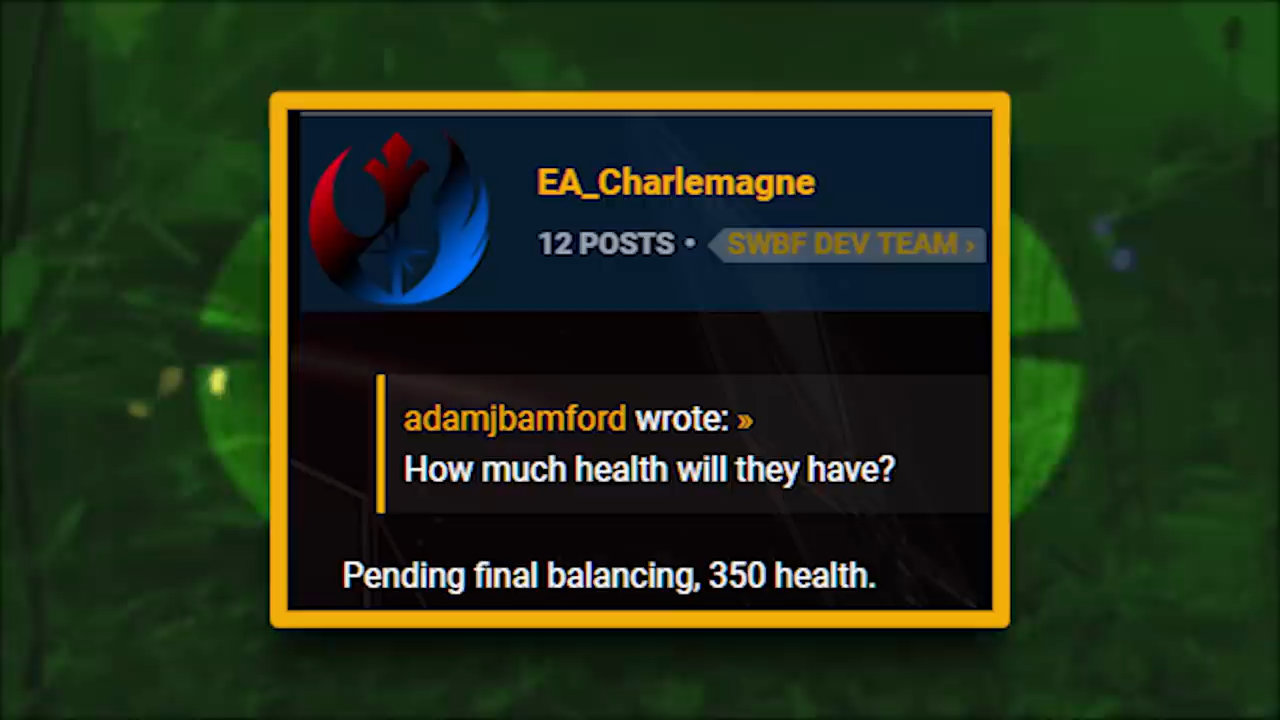 EA_Charlemagne
12 POSTS • SWBF DEV TEAM ›
adamjbamford wrote: »
How much health will they have?
Pending final balancing, 350 health.